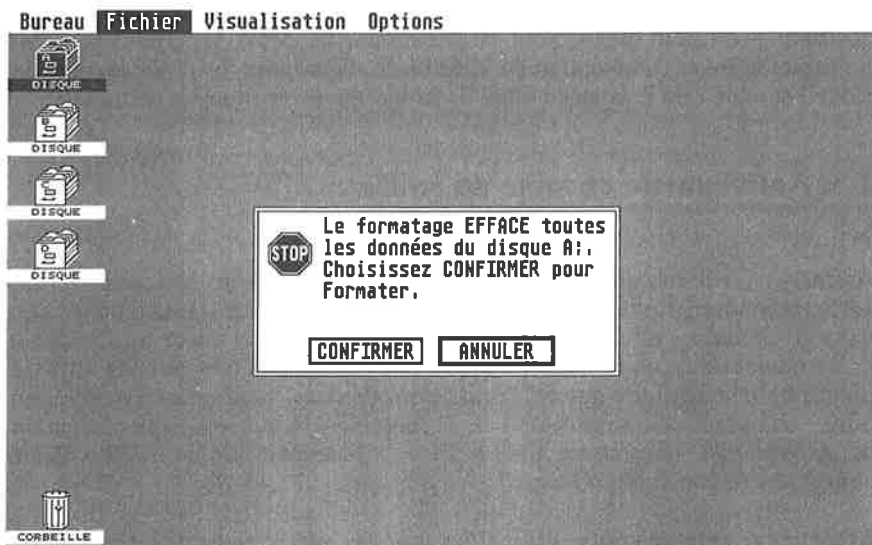 Bureau Fichier Visualisation Options
A
DISQUE
B
DISQUE
C
DISQUE
D
DISQUE
STOP
Le formatage EFFACE toutes
les données du disque A:.
Choisissez CONFIRMER pour
Formater.
CONFIRMER ANNULER
CORBEILLE